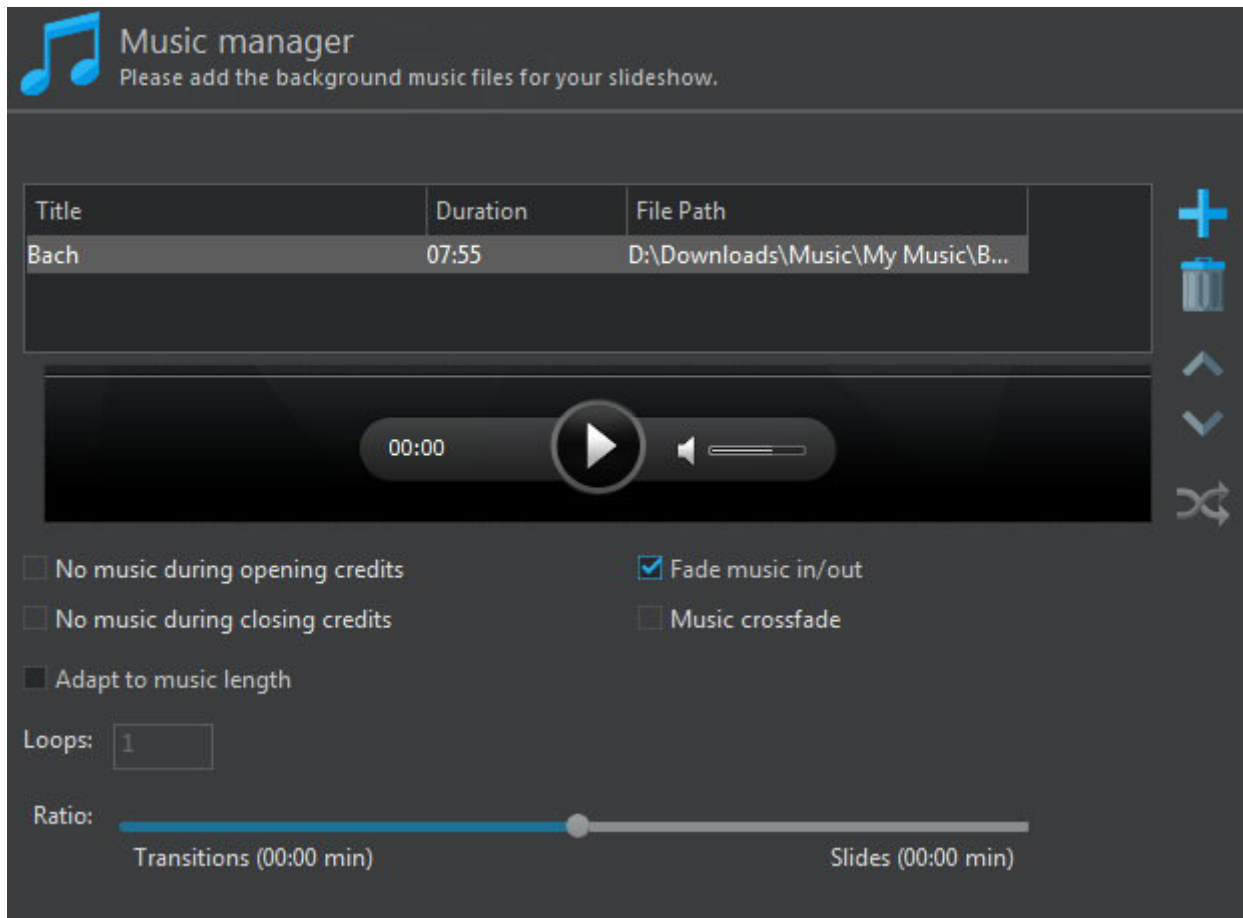 Music manager
Please add the background music files for your slideshow.
Title Duration File Path
Bach 07:55 D:\Downloads\Music\My Music\B...
00:00
No music during opening credits Fade music in/out
No music during closing credits Music crossfade
Adapt to music length
Loops: 1
Ratio:
Transitions (00:00 min) Slides (00:00 min)